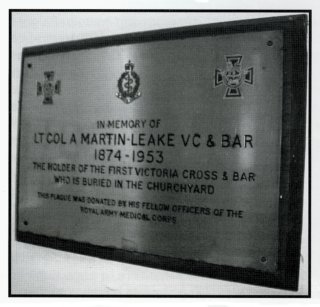 IN MEMORY OF
LT COL A MARTIN-LEAKE VC & BAR
1874-1953
THE HOLDER OF THE FIRST VICTORIA CROSS & BAR
WHO IS BURIED IN THE CHURCHYARD
THIS PLAQUE WAS DONATED BY HIS FELLOW OFFICERS OF THE
ROYAL ARMY MEDICAL CORPS